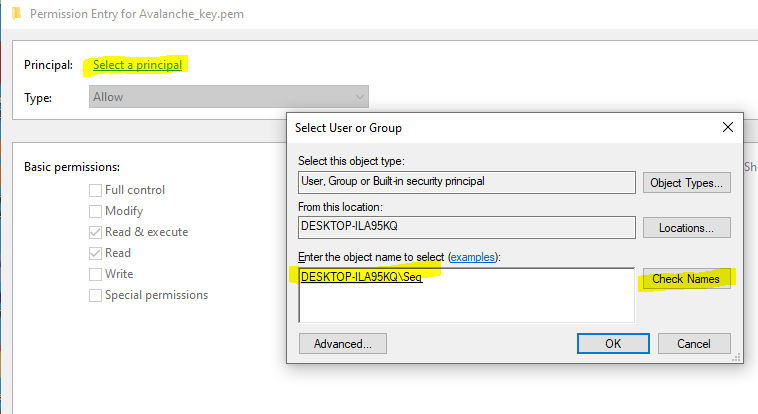 Permission Entry for Avalanche_key.pem
Principal: Select a principal
Type: Allow
Select User or Group
Select this object type:
User, Group or Built-in security principal
Object Types...
From this location:
DESKTOP-ILA95KQ
Locations...
Enter the object name to select (examples):
DESKTOP-ILA95KQ\Seq
Check Names
Advanced...
OK
Cancel
Basic permissions:
Sh
Full control
Modify
Read & execute
Read
Write
Special permissions